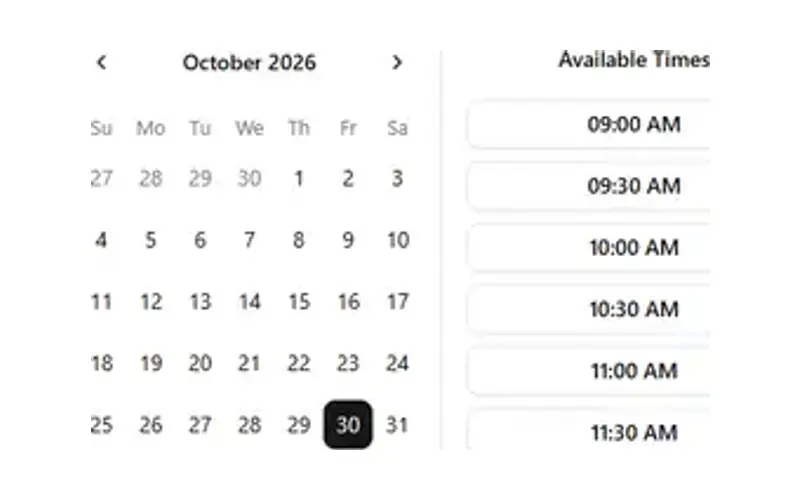 October 2026
Su Mo Tu We Th Fr Sa
27 28 29 30 1 2 3
4 5 6 7 8 9 10
11 12 13 14 15 16 17
18 19 20 21 22 23 24
25 26 27 28 29 30 31
Available Times
09:00 AM
09:30 AM
10:00 AM
10:30 AM
11:00 AM
11:30 AM